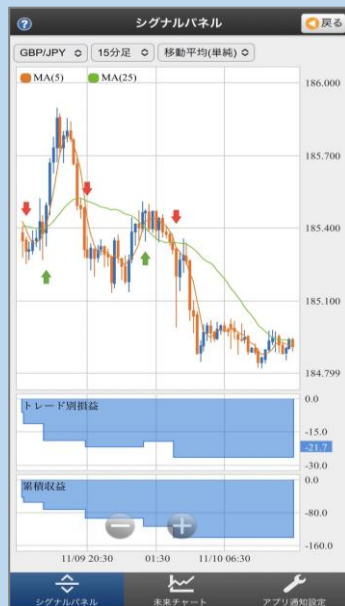 ?
シグナルパネル
戻る
GBP/JPY
15分足
移動平均(単純)
MA(5)
MA(25)
186.000
185.700
185.400
185.100
184.799
トレード別損益
0.0
-15.0
-21.7
-30.0
累積収益
0.0
-80.0
-160.0
11/09 20:30
01:30
11/10 06:30
シグナルパネル
未来チャート
アプリ通知設定